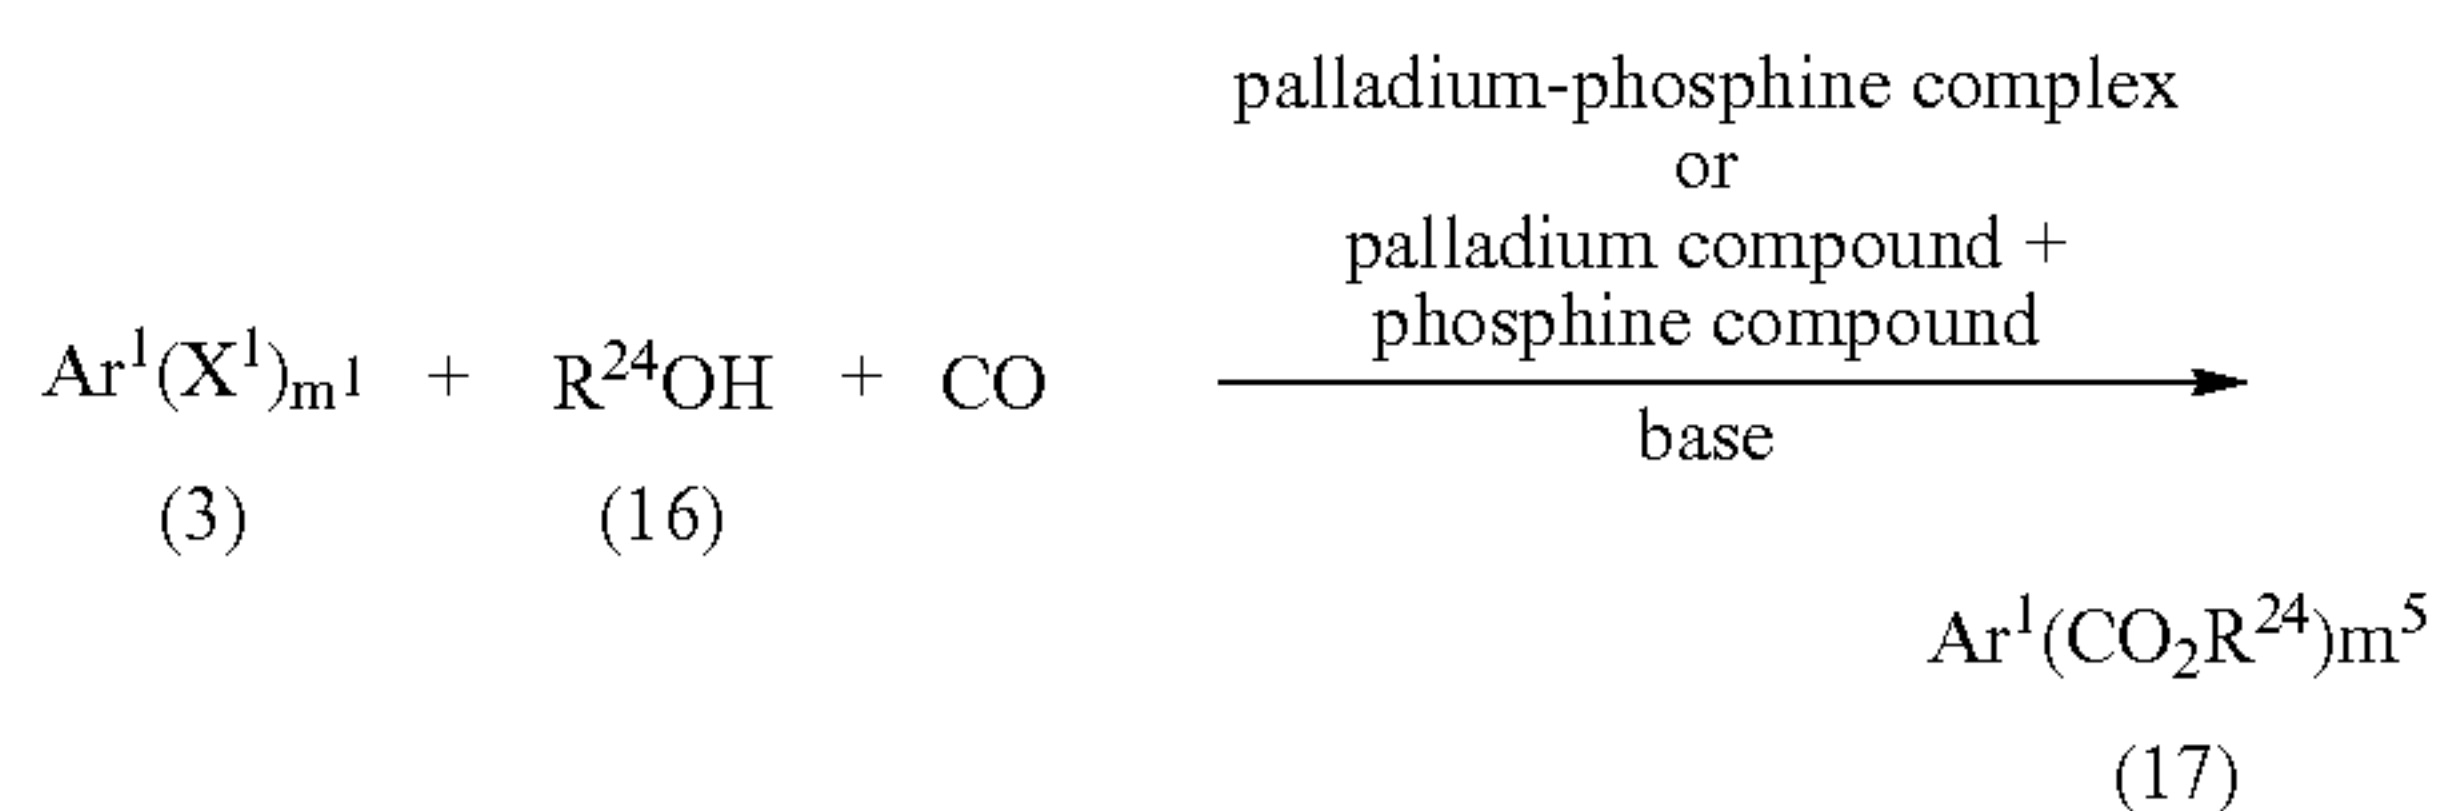 palladium-phosphine complex
or
palladium compound +
phosphine compound
Ar¹(X¹)ₘ1 + R²⁴OH + CO
base
(3) (16)
Ar¹(CO₂R²⁴)m⁵
(17)